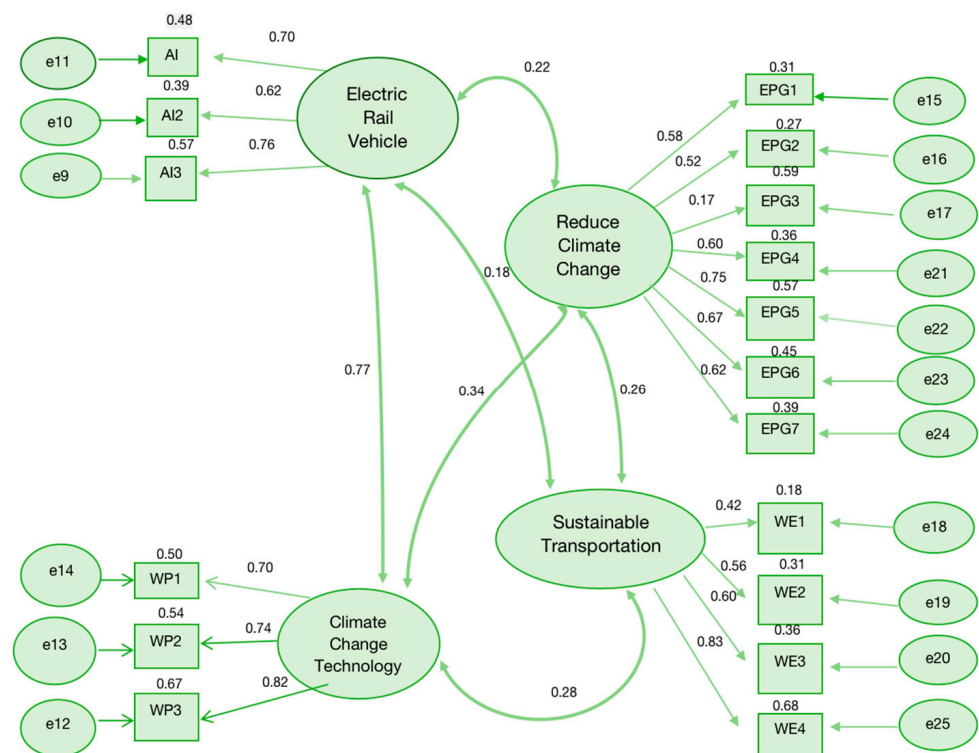 0.48
e11
AI
0.70
0.39
e10
AI2
0.62
0.57
e9
AI3
0.76
Electric
Rail
Vehicle
0.22
0.31
EPG1
e15
0.58
0.27
EPG2
e16
0.52
0.59
EPG3
e17
0.17
0.36
EPG4
e21
0.60
0.57
EPG5
e22
0.75
0.45
EPG6
e23
0.67
0.39
EPG7
e24
0.62
Reduce
Climate
Change
0.18
0.77
0.34
0.26
Sustainable
Transportation
0.18
0.42
WE1
e18
0.31
0.56
WE2
e19
0.60
0.36
WE3
e20
0.83
0.68
WE4
e25
0.50
e14
WP1
0.70
0.54
e13
WP2
0.74
0.67
e12
WP3
0.82
Climate
Change
Technology
0.28